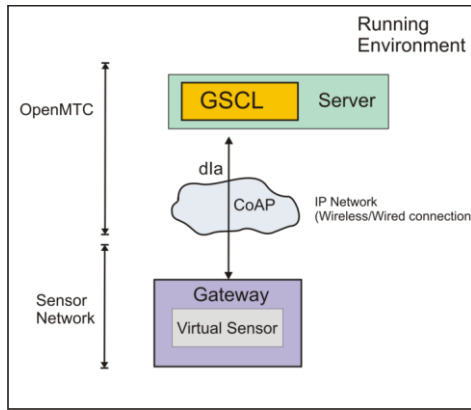 Running
Environment
GSCL
Server
OpenMTC
dIa
CoAP
IP Network
(Wireless/Wired connection
Gateway
Sensor
Network
Virtual Sensor